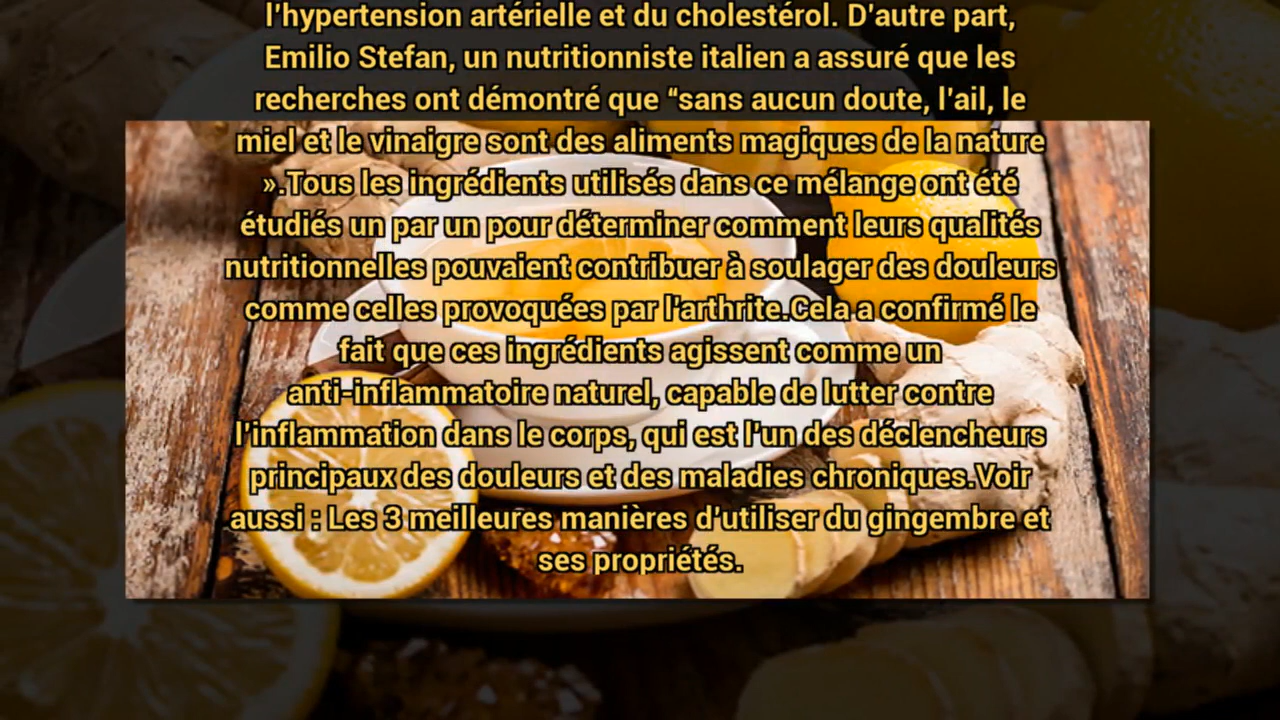 l'hypertension artérielle et du cholestérol. D'autre part,
Emilio Stefan, un nutritionniste italien a assuré que les
recherches ont démontré que “sans aucun doute, l'ail, le
miel et le vinaigre sont des aliments magiques de la nature
».Tous les ingrédients utilisés dans ce mélange ont été
étudiés un par un pour déterminer comment leurs qualités
nutritionnelles pouvaient contribuer à soulager des douleurs
comme celles provoquées par l'arthrite.Cela a confirmé le
fait que ces ingrédients agissent comme un
anti-inflammatoire naturel, capable de lutter contre
l'inflammation dans le corps, qui est l'un des déclencheurs
principaux des douleurs et des maladies chroniques.Voir
aussi : Les 3 meilleures manières d'utiliser du gingembre et
ses propriétés.